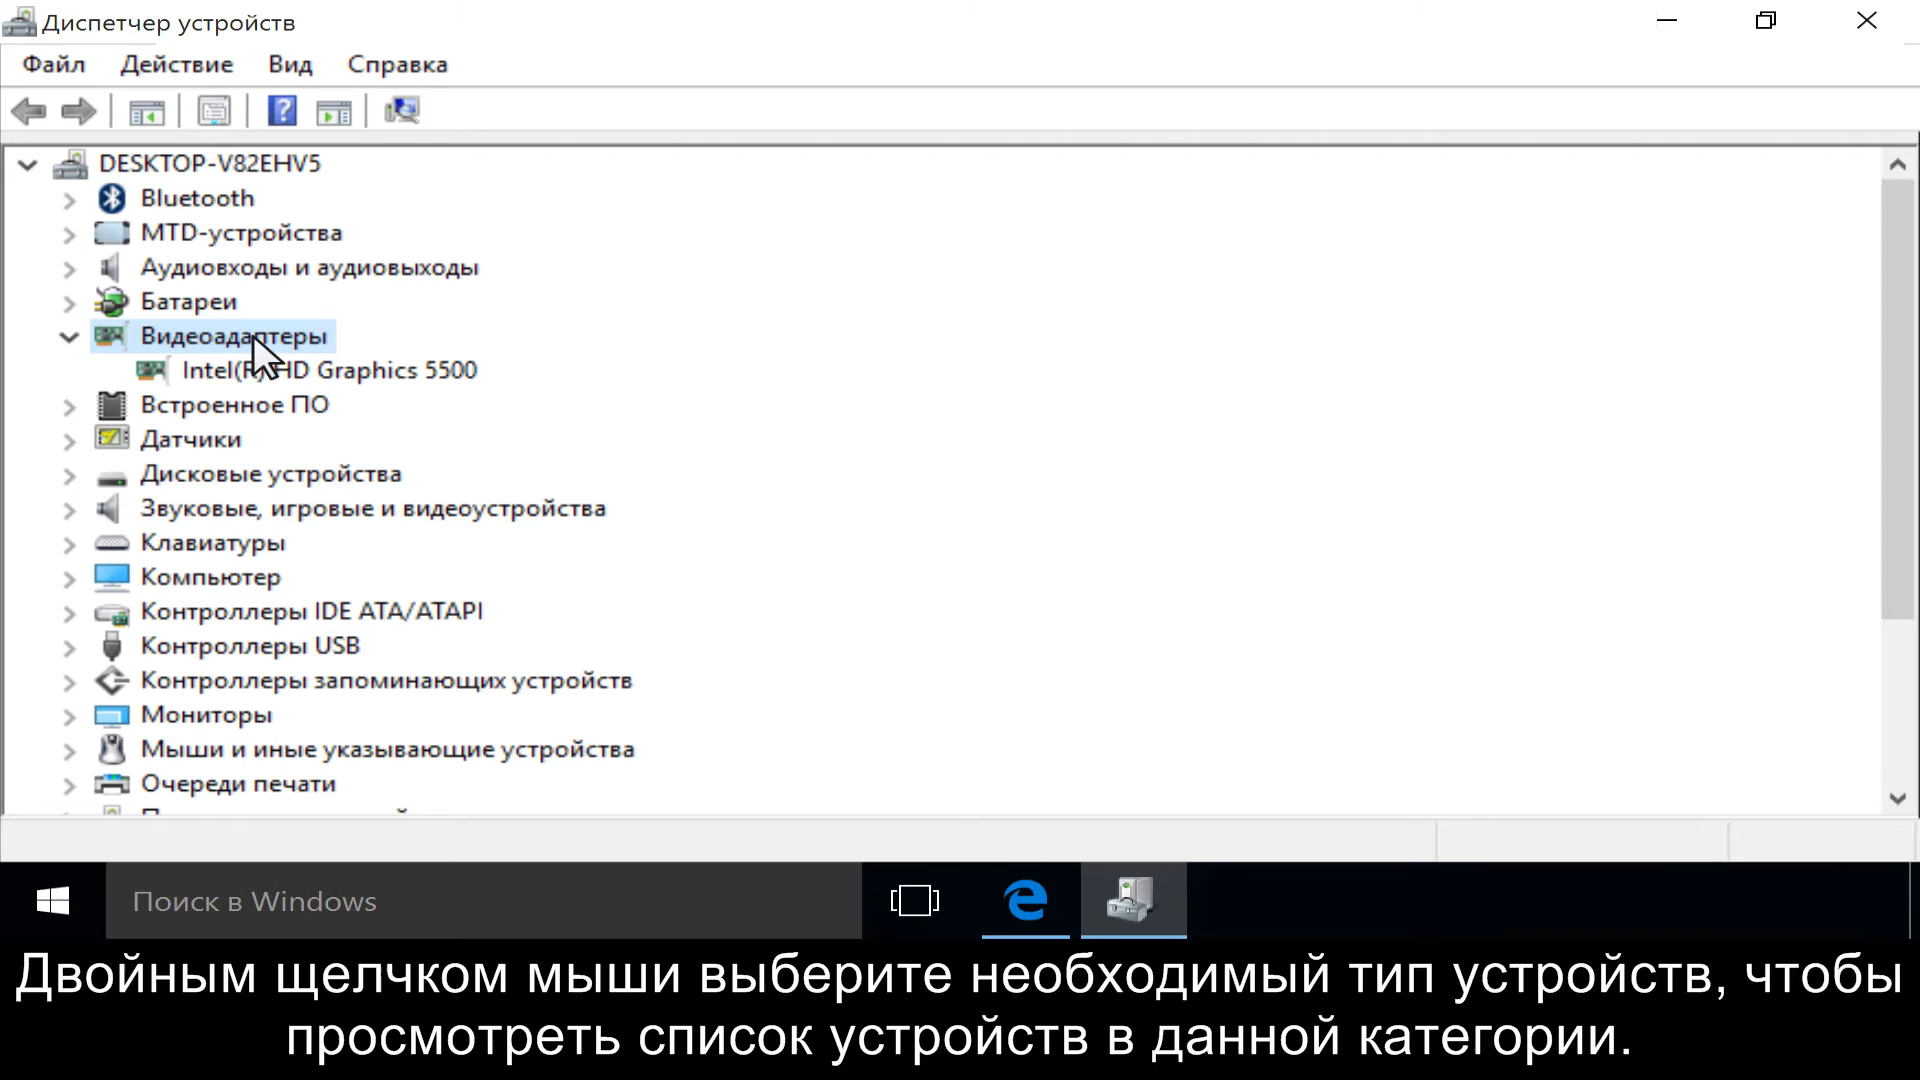 Диспетчер устройств
Файл Действие Вид Справка
DESKTOP-V82EHV5
Bluetooth
MTD-устройства
Аудиовходы и аудиовыходы
Батареи
Видеоадаптеры
Intel(R) HD Graphics 5500
Встроенное ПО
Датчики
Дисковые устройства
Звуковые, игровые и видеоустройства
Клавиатуры
Компьютер
Контроллеры IDE ATA/ATAPI
Контроллеры USB
Контроллеры запоминающих устройств
Мониторы
Мыши и иные указывающие устройства
Очереди печати
Поиск в Windows
Двойным щелчком мыши выберите необходимый тип устройств, чтобы
просмотреть список устройств в данной категории.